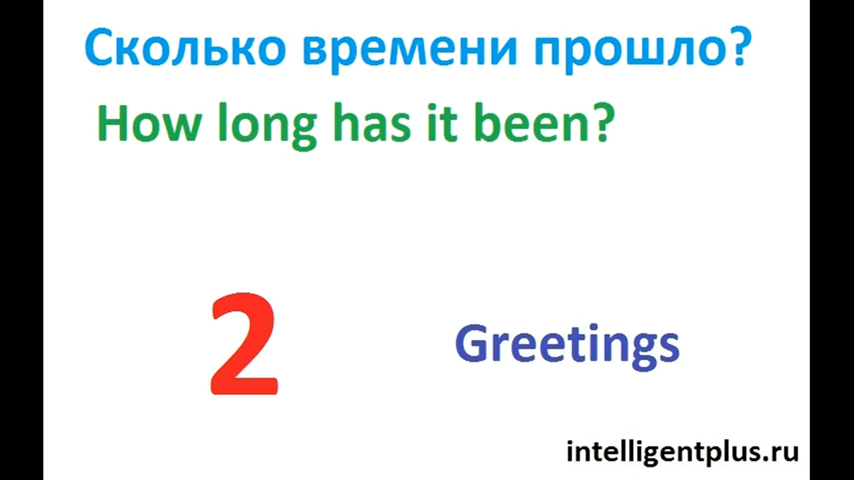 Сколько времени прошло?
How long has it been?
2
Greetings
intelligentplus.ru